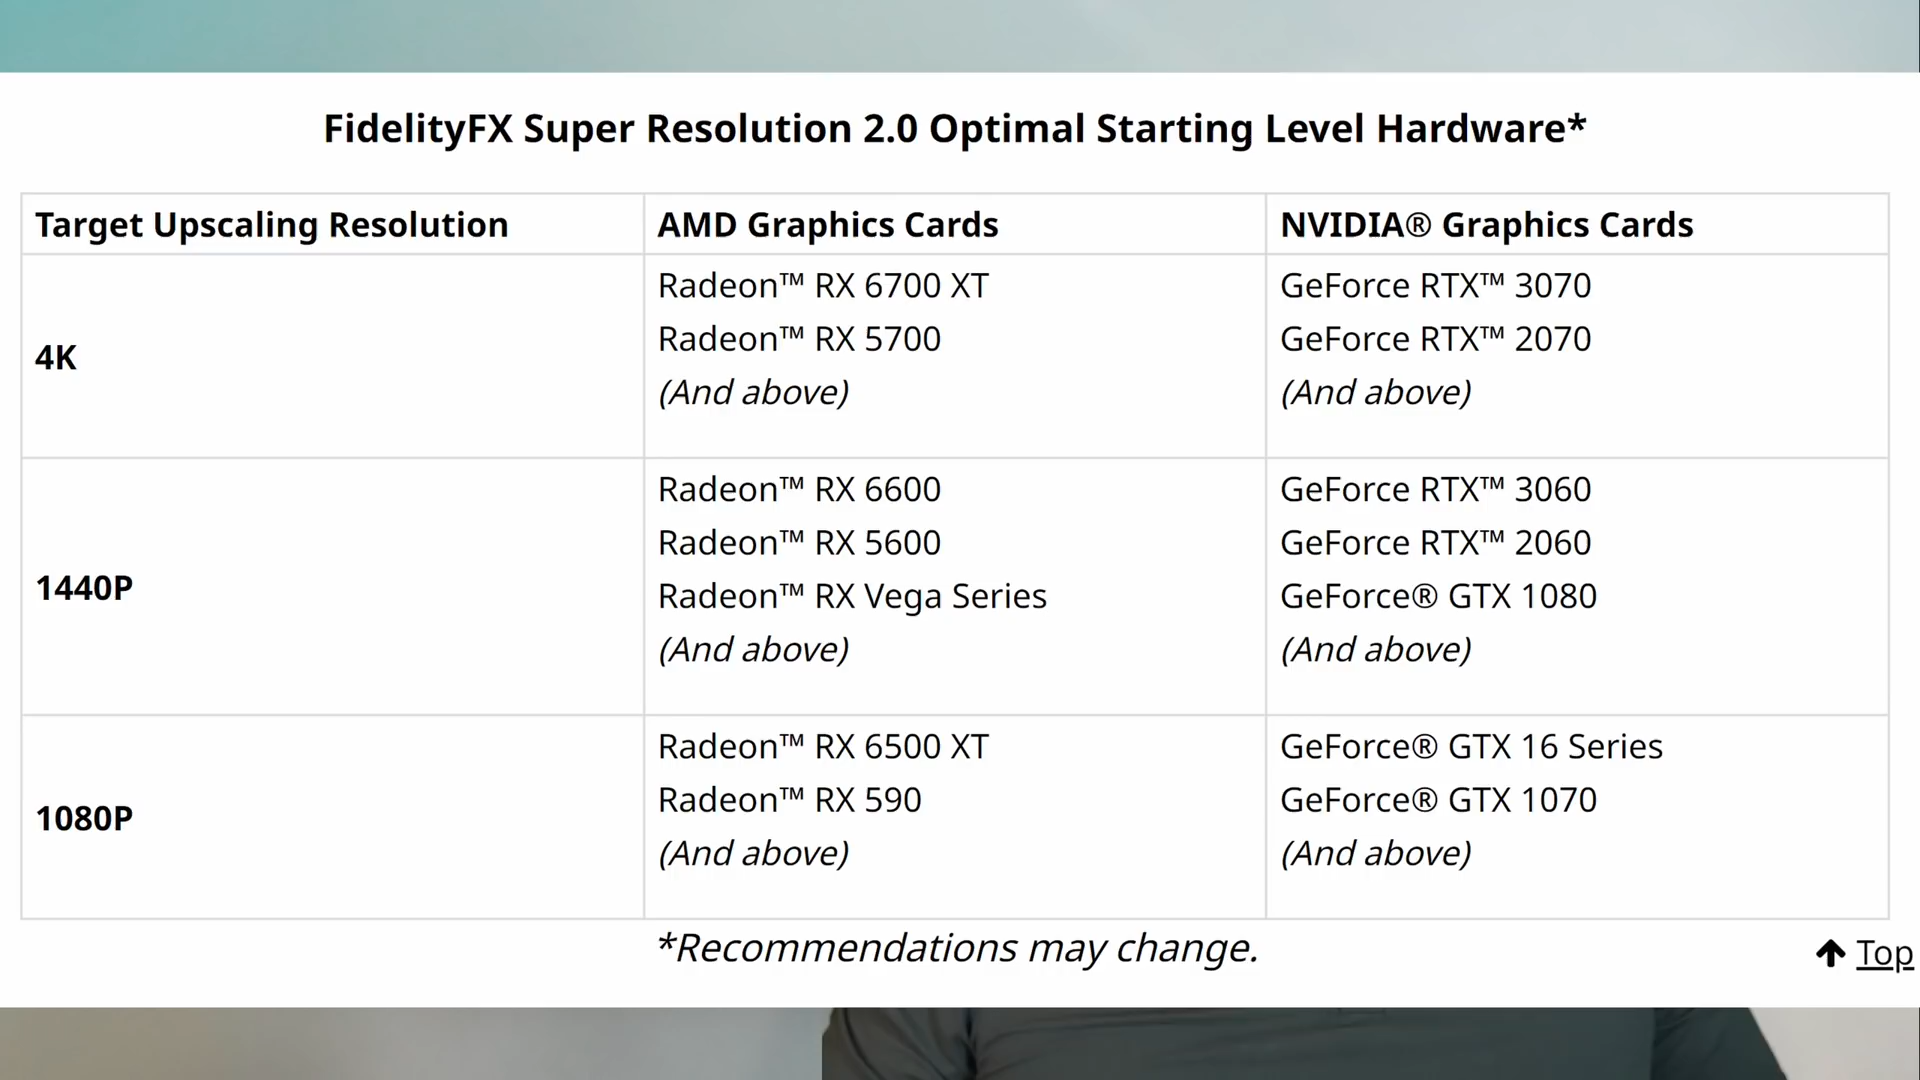 FidelityFX Super Resolution 2.0 Optimal Starting Level Hardware*
Target Upscaling Resolution
AMD Graphics Cards
NVIDIA® Graphics Cards
4K
Radeon™ RX 6700 XT
Radeon™ RX 5700
(And above)
GeForce RTX™ 3070
GeForce RTX™ 2070
(And above)
1440P
Radeon™ RX 6600
Radeon™ RX 5600
Radeon™ RX Vega Series
(And above)
GeForce RTX™ 3060
GeForce RTX™ 2060
GeForce® GTX 1080
(And above)
1080P
Radeon™ RX 6500 XT
Radeon™ RX 590
(And above)
GeForce® GTX 16 Series
GeForce® GTX 1070
(And above)
*Recommendations may change.
Top